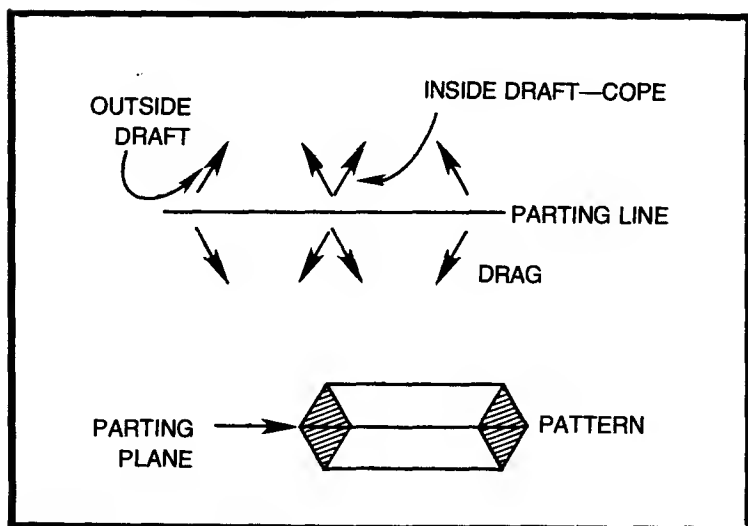 OUTSIDE
DRAFT
INSIDE DRAFT—COPE
PARTING LINE
DRAG
PARTING
PLANE
PATTERN